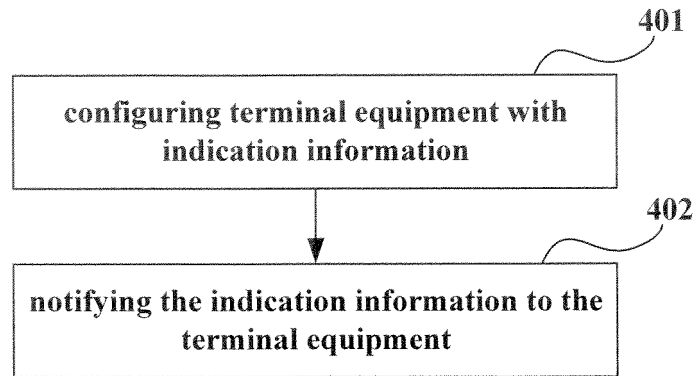 401
configuring terminal equipment with
indication information
402
notifying the indication information to the
terminal equipment